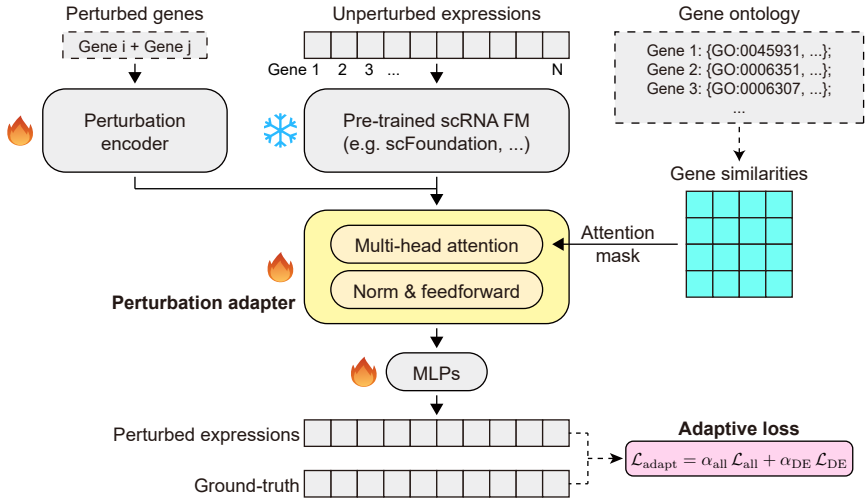 Perturbed genes
Gene i + Gene j
Perturbation
encoder
Unperturbed expressions
Gene 1 2 3 ... N
Pre-trained scRNA FM
(e.g. scFoundation, ...)
Gene ontology
Gene 1: {GO:0045931, ...};
Gene 2: {GO:0006351, ...};
Gene 3: {GO:0006307, ...};
...
Gene similarities
Attention
mask
Multi-head attention
Norm & feedforward
Perturbation adapter
MLPs
Perturbed expressions
Ground-truth
Adaptive loss
ℒ_adapt = α_all ℒ_all + α_DE ℒ_DE